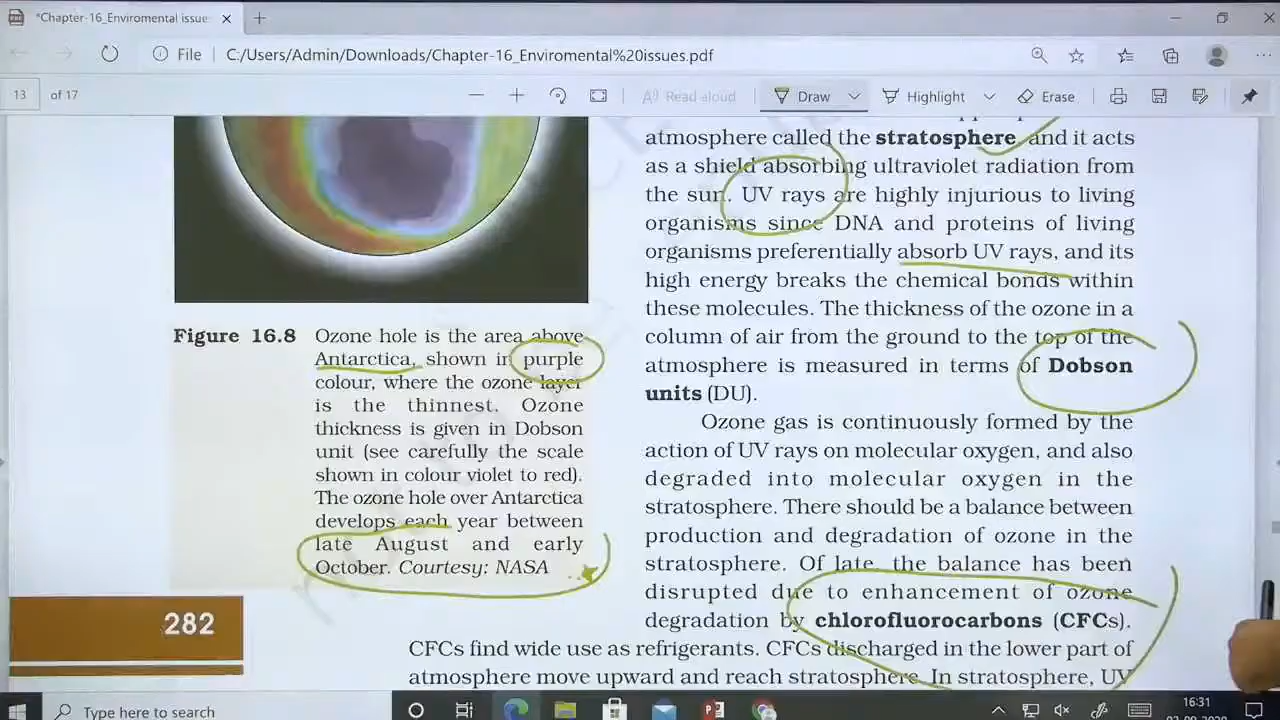 *Chapter-16_Enviromental issue
File
C:/Users/Admin/Downloads/Chapter-16_Enviromental%20issues.pdf
13 of 17
Read aloud
Draw
Highlight
Erase
atmosphere called the stratosphere, and it acts
as a shield absorbing ultraviolet radiation from
the sun. UV rays are highly injurious to living
organisms since DNA and proteins of living
organisms preferentially absorb UV rays, and its
high energy breaks the chemical bonds within
these molecules. The thickness of the ozone in a
column of air from the ground to the top of the
atmosphere is measured in terms of Dobson
units (DU).
Ozone gas is continuously formed by the
action of UV rays on molecular oxygen, and also
degraded into molecular oxygen in the
stratosphere. There should be a balance between
production and degradation of ozone in the
stratosphere. Of late, the balance has been
disrupted due to enhancement of ozone
degradation by chlorofluorocarbons (CFCs).
CFCs find wide use as refrigerants. CFCs discharged in the lower part of
atmosphere move upward and reach stratosphere. In stratosphere, UV
Figure 16.8 Ozone hole is the area above
Antarctica, shown in purple
colour, where the ozone layer
is the thinnest. Ozone
thickness is given in Dobson
unit (see carefully the scale
shown in colour violet to red).
The ozone hole over Antarctica
develops each year between
late August and early
October. Courtesy: NASA
282
Type here to search
16:31